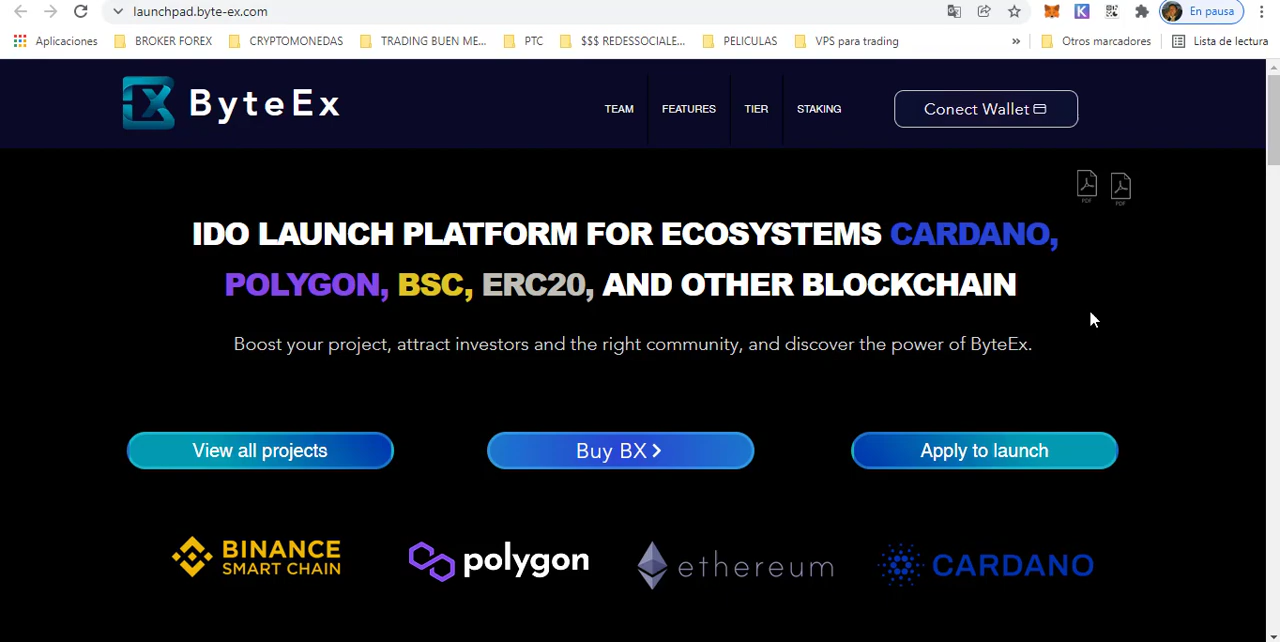 launchpad.byte-ex.com
En pausa
Aplicaciones
BROKER FOREX
CRYPTOMONEDAS
TRADING BUEN ME...
PTC
$$$ REDESSOCIALE...
PELICULAS
VPS para trading
»
Otros marcadores
Lista de lectura
ByteEx
TEAM
FEATURES
TIER
STAKING
Conect Wallet
PDF
PDF
IDO LAUNCH PLATFORM FOR ECOSYSTEMS CARDANO,
POLYGON, BSC, ERC20, AND OTHER BLOCKCHAIN
Boost your project, attract investors and the right community, and discover the power of ByteEx.
View all projects
Buy BX >
Apply to launch
BINANCE
SMART CHAIN
polygon
ethereum
CARDANO